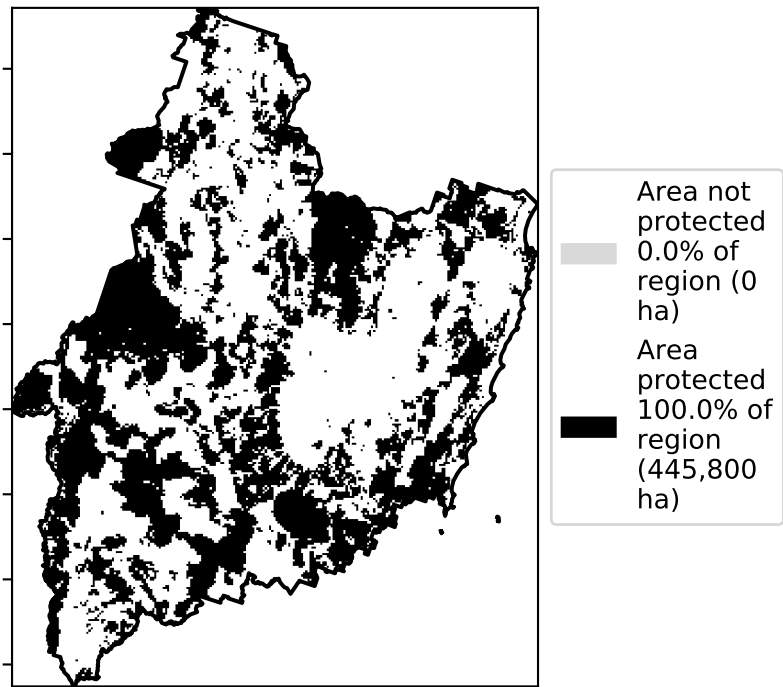 Area not
protected
0.0% of
region (0
ha)
Area
protected
100.0% of
region
(445,800
ha)